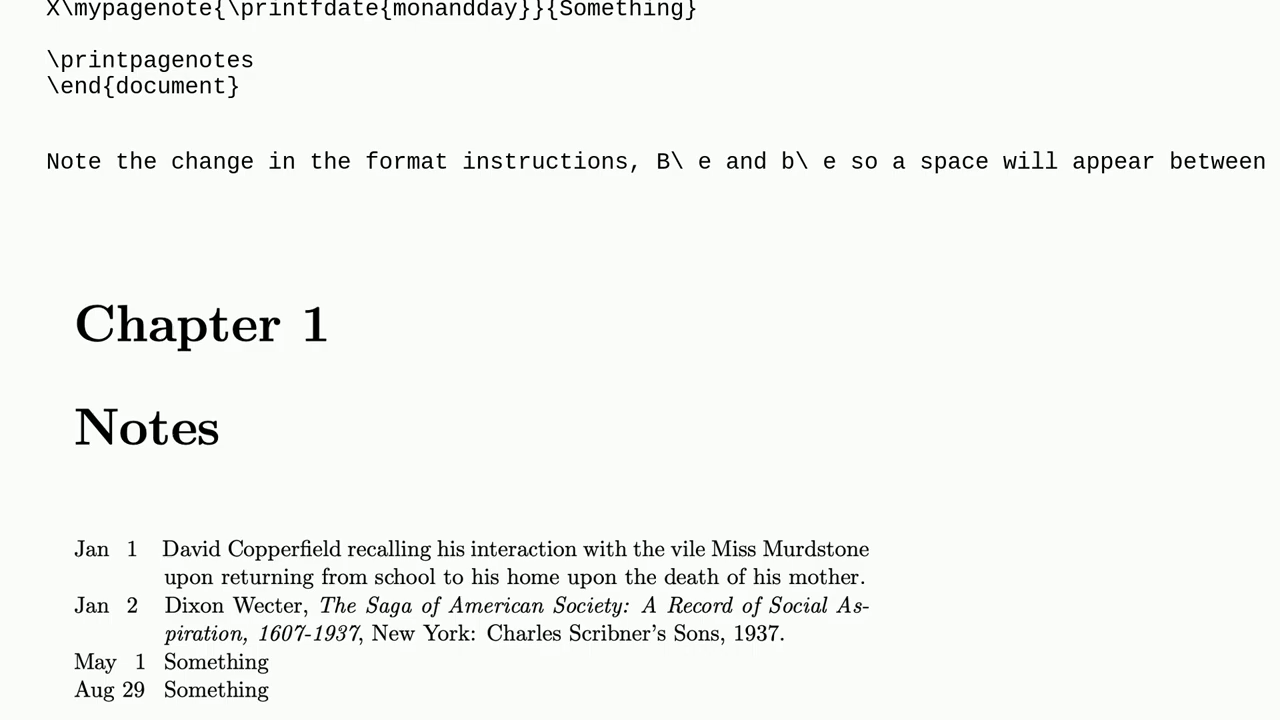 X\mypagenote{\printfdate{monandday}}{Something}
\printpagenotes
\end{document}
Note the change in the format instructions, B\ e and b\ e so a space will appear between
Chapter 1
Notes
Jan 1 David Copperfield recalling his interaction with the vile Miss Murdstone
upon returning from school to his home upon the death of his mother.
Jan 2 Dixon Wecter, The Saga of American Society: A Record of Social As-
piration, 1607-1937, New York: Charles Scribner's Sons, 1937.
May 1 Something
Aug 29 Something